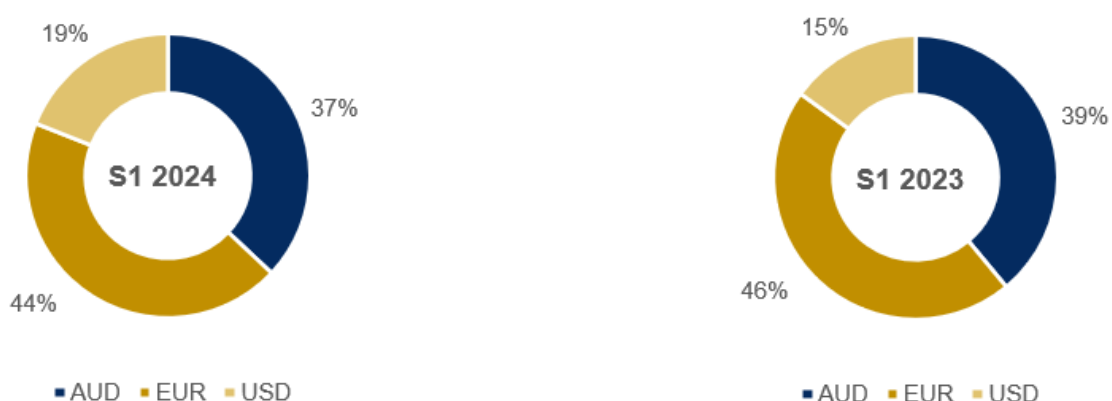 19%
37%
S1 2024
44%
AUD EUR USD
15%
39%
S1 2023
46%
AUD EUR USD